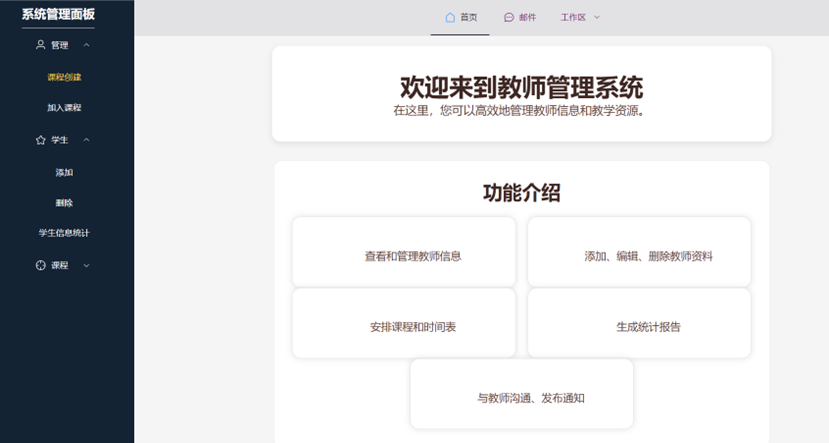 系统管理面板
管理
课程创建
加入课程
学生
添加
删除
学生信息统计
课程
首页 邮件 工作区
欢迎来到教师管理系统
在这里，您可以高效地管理教师信息和教学资源。
功能介绍
查看和管理教师信息
添加、编辑、删除教师资料
安排课程和时间表
生成统计报告
与教师沟通、发布通知